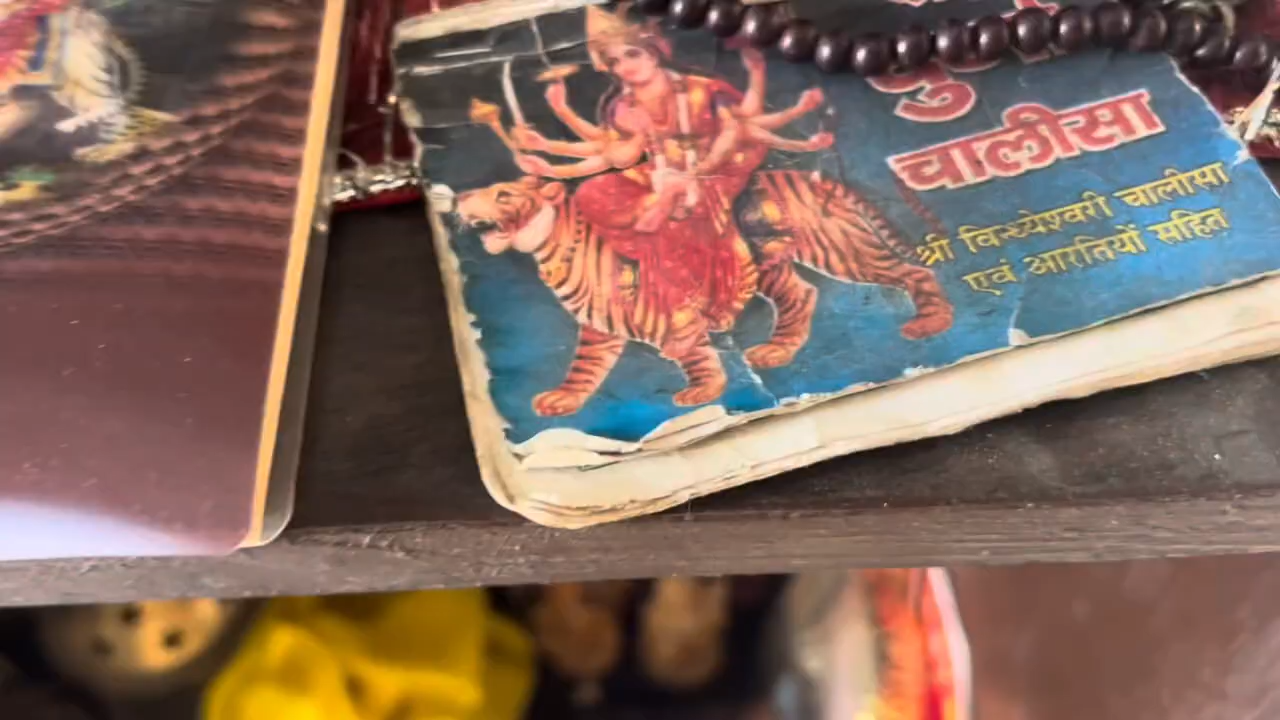 चालीसा
श्री विन्ध्येश्वरी चालीसा
एवं आरतियों सहित